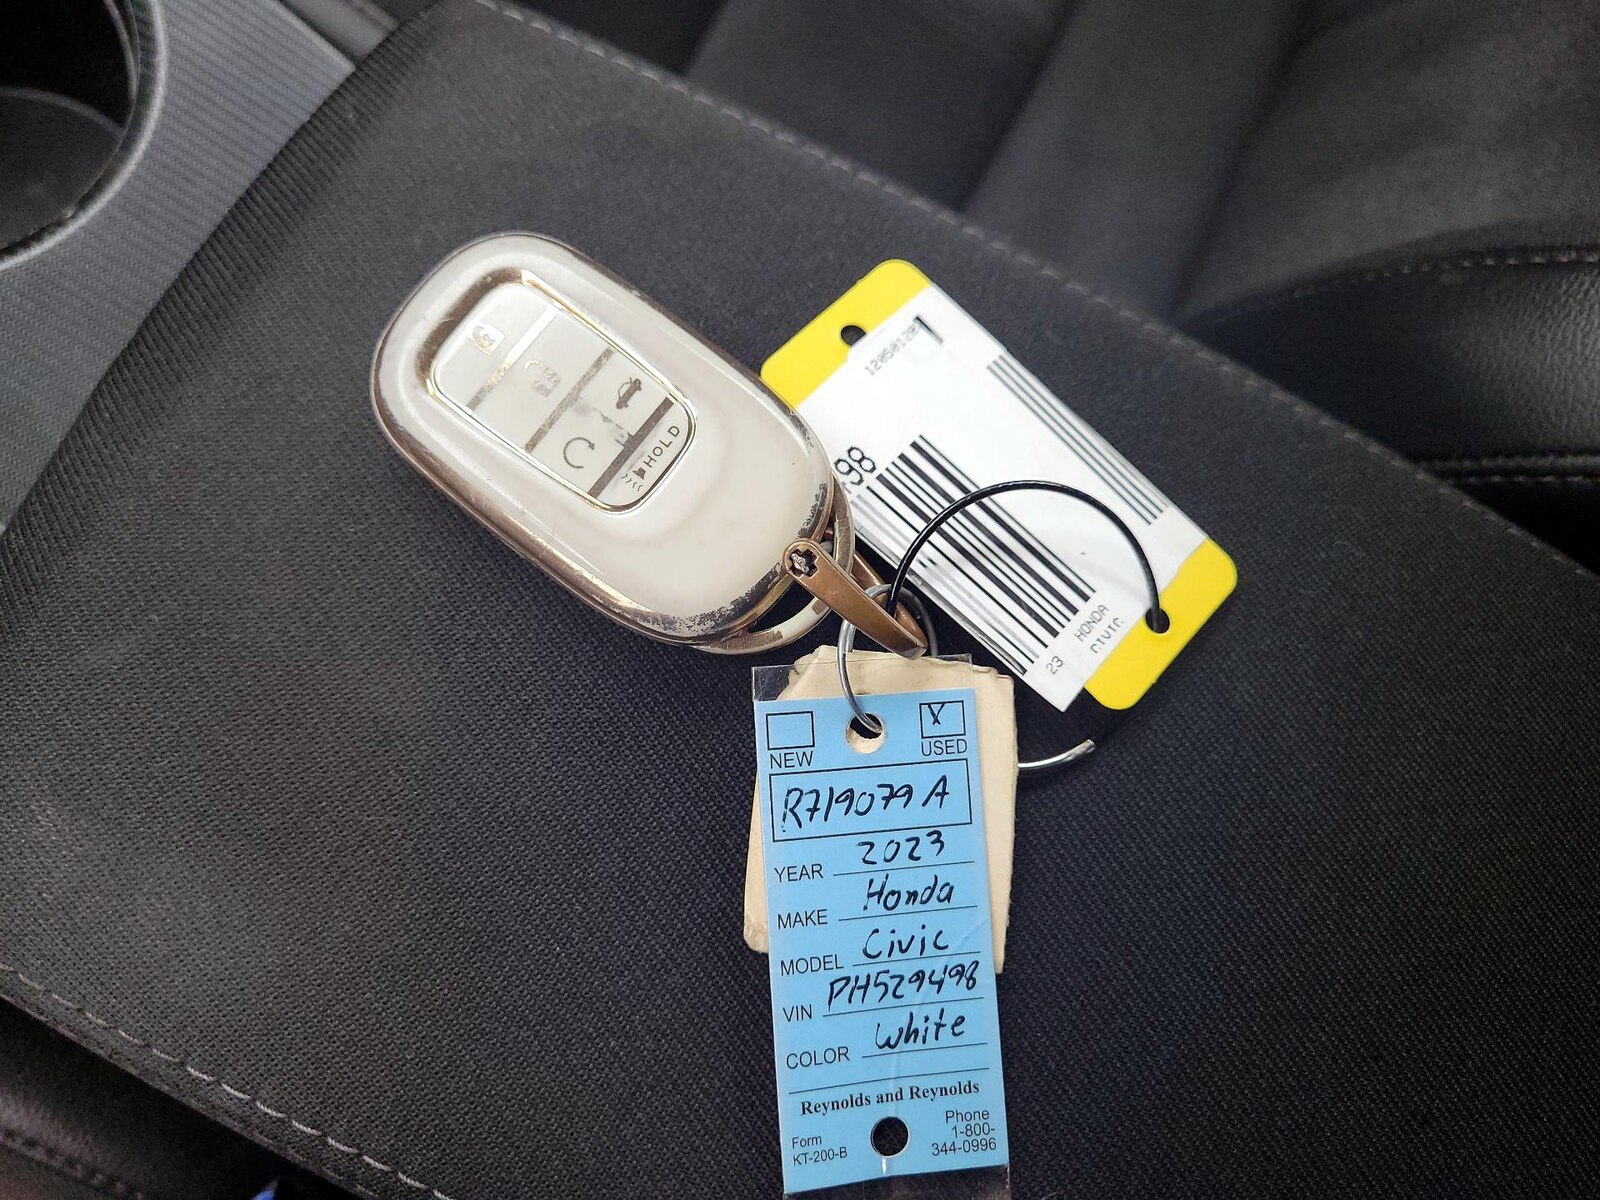 HOLD
98
23 HONDA
CIVIC
NEW
USED
R719079A
YEAR 2023
MAKE Honda
MODEL Civic
VIN PH529498
COLOR White
Reynolds and Reynolds
Form
KT-200-B
Phone
1-800-
344-0996